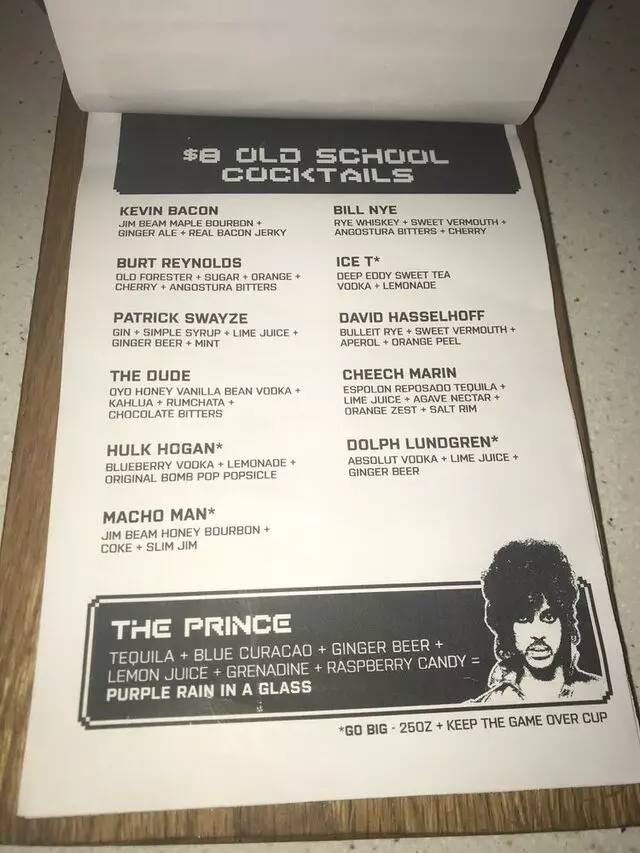 $8 OLD SCHOOL
COCKTAILS
KEVIN BACON
JIM BEAM MAPLE BOURBON +
GINGER ALE + REAL BACON JERKY
BURT REYNOLDS
OLD FORESTER + SUGAR + ORANGE +
CHERRY + ANGOSTURA BITTERS
PATRICK SWAYZE
GIN + SIMPLE SYRUP + LIME JUICE +
GINGER BEER + MINT
THE DUDE
OYO HONEY VANILLA BEAN VODKA +
KAHLUA + RUMCHATA +
CHOCOLATE BITTERS
HULK HOGAN*
BLUEBERRY VODKA + LEMONADE +
ORIGINAL BOMB POP POPSICLE
MACHO MAN*
JIM BEAM HONEY BOURBON +
COKE + SLIM JIM
BILL NYE
RYE WHISKEY + SWEET VERMOUTH +
ANGOSTURA BITTERS + CHERRY
ICE T*
DEEP EDDY SWEET TEA
VODKA + LEMONADE
DAVID HASSELHOFF
BULLEIT RYE + SWEET VERMOUTH +
APEROL + ORANGE PEEL
CHEECH MARIN
ESPOLON REPOSADO TEQUILA +
LIME JUICE + AGAVE NECTAR +
ORANGE ZEST + SALT RIM
DOLPH LUNDGREN*
ABSOLUT VODKA + LIME JUICE +
GINGER BEER
THE PRINCE
TEQUILA + BLUE CURACAO + GINGER BEER +
LEMON JUICE + GRENADINE + RASPBERRY CANDY =
PURPLE RAIN IN A GLASS
*GO BIG - 25OZ + KEEP THE GAME OVER CUP